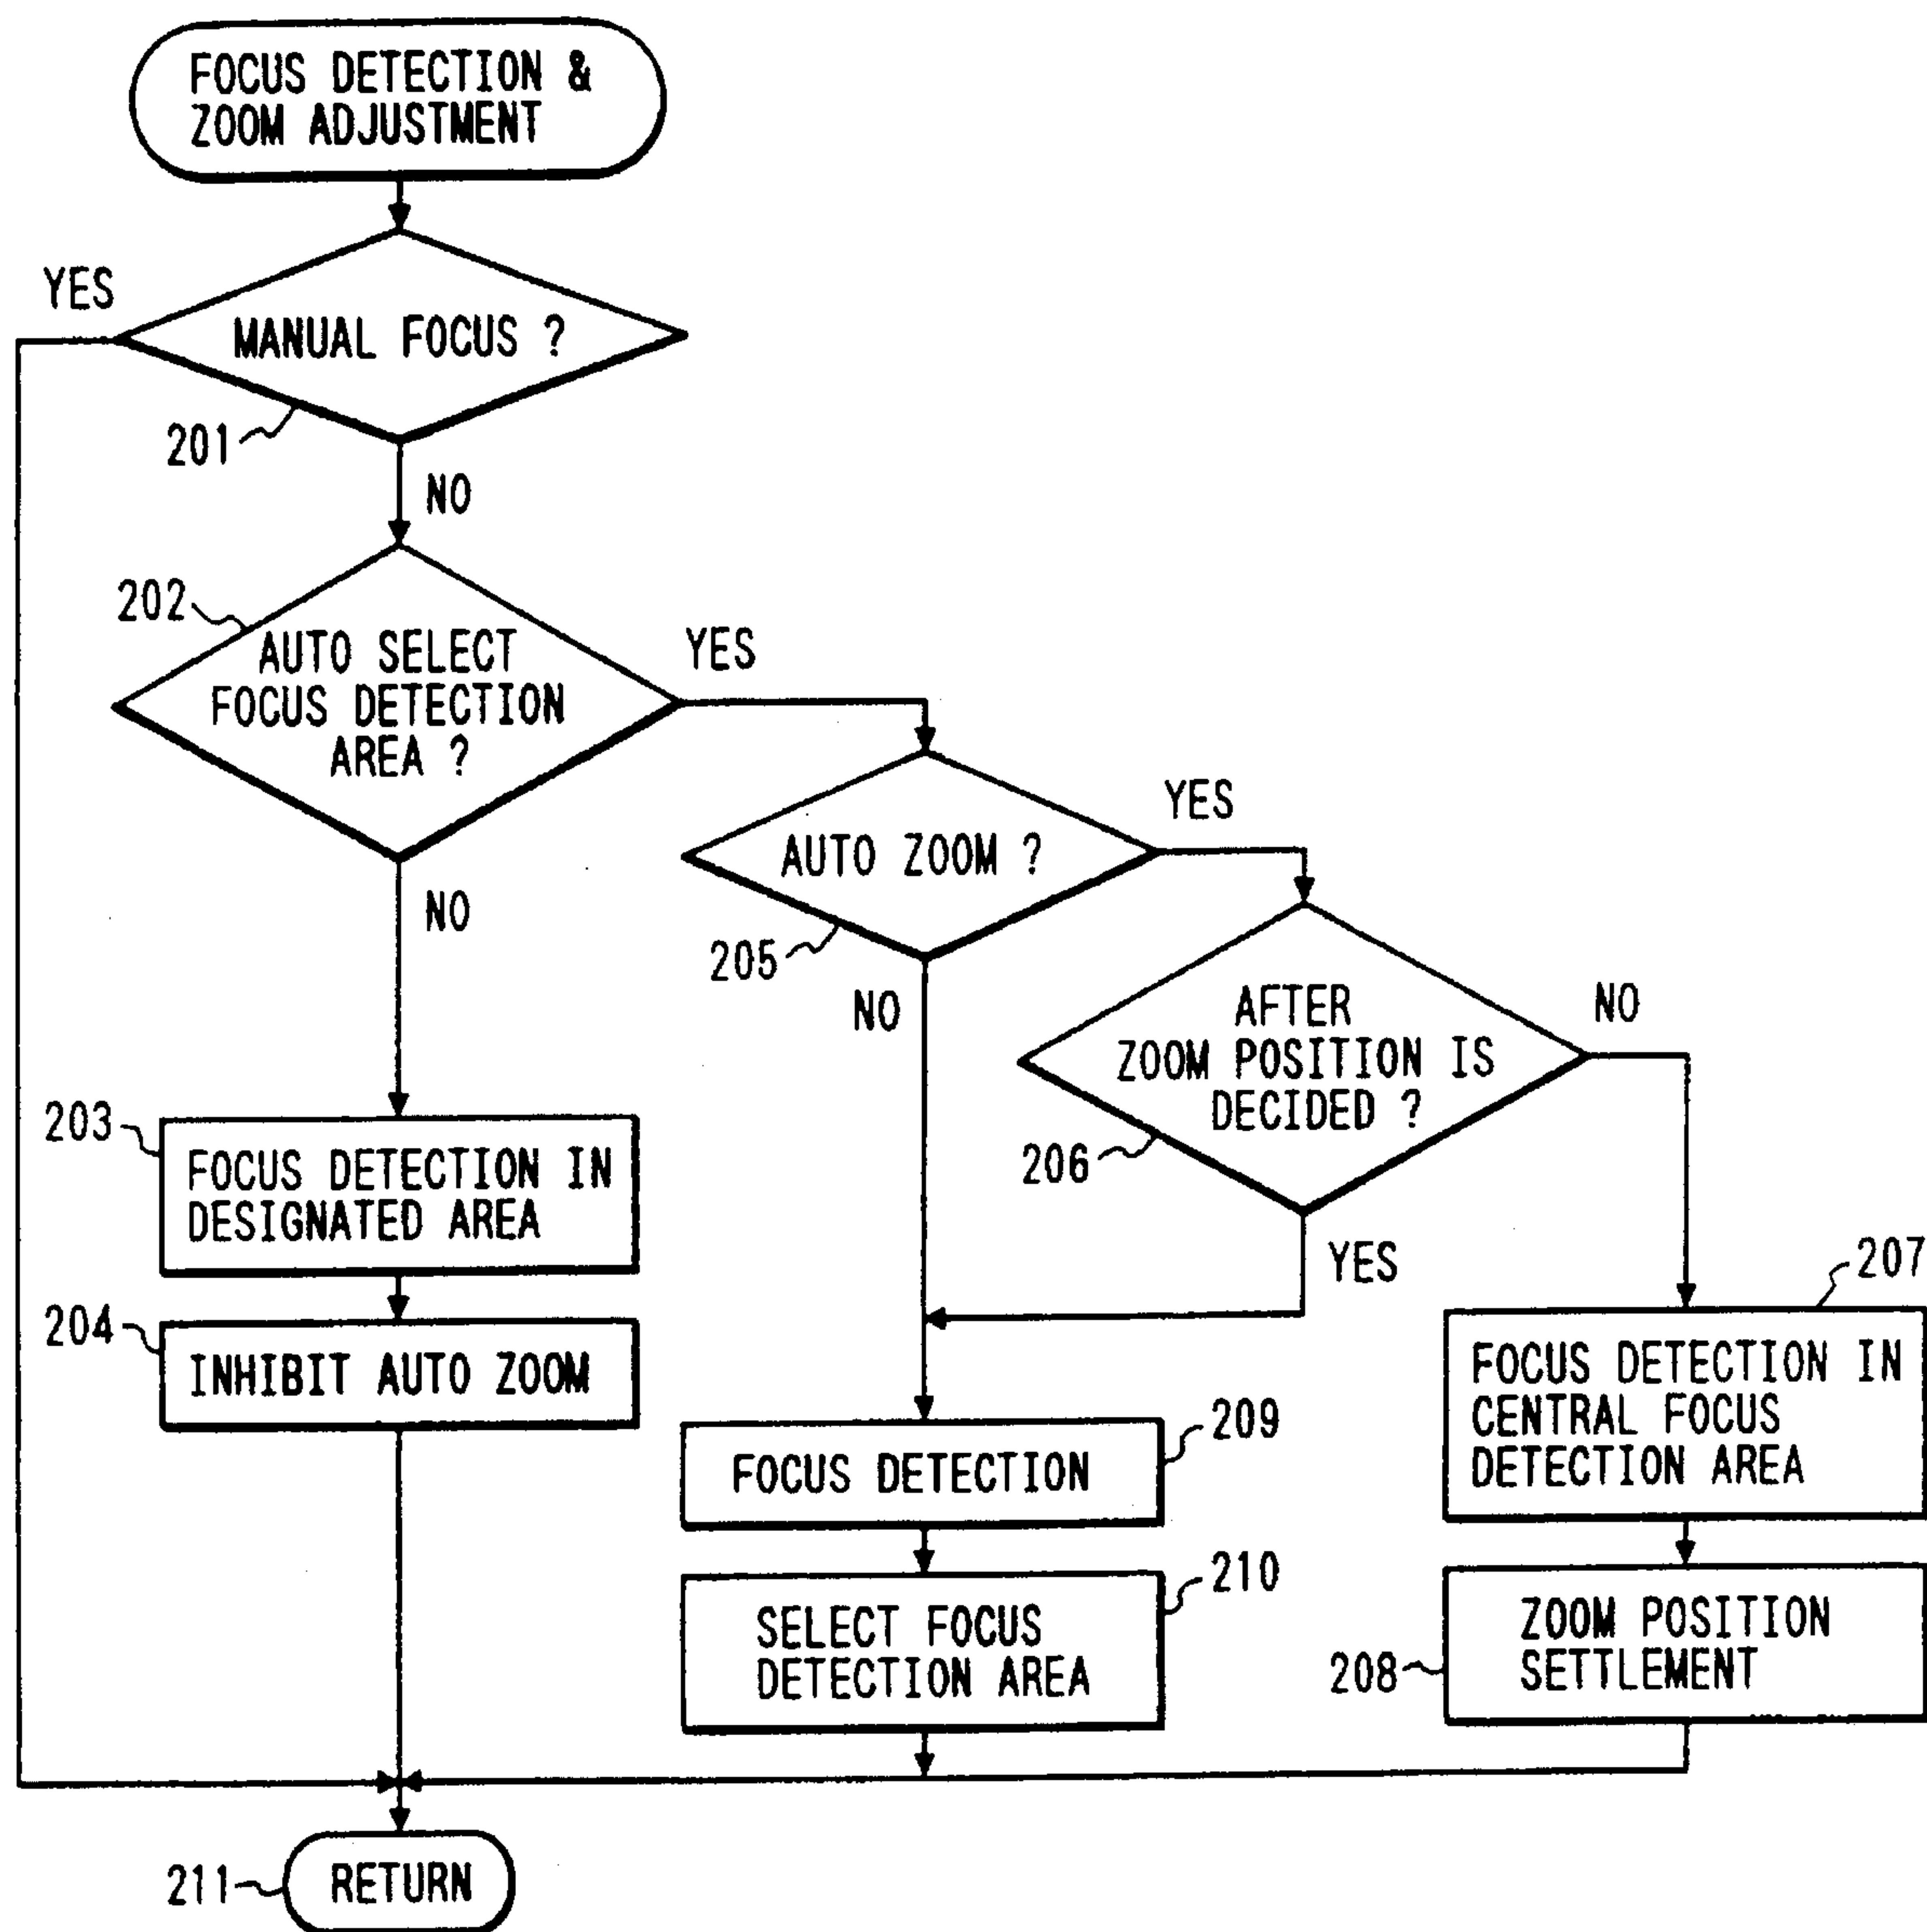 FOCUS DETECTION &
ZOOM ADJUSTMENT
YES
MANUAL FOCUS ?
201
NO
202
AUTO SELECT
FOCUS DETECTION
AREA ?
YES
NO
AUTO ZOOM ?
YES
205
NO
AFTER
ZOOM POSITION IS
DECIDED ?
NO
206
YES
203
FOCUS DETECTION IN
DESIGNATED AREA
204
INHIBIT AUTO ZOOM
207
FOCUS DETECTION IN
CENTRAL FOCUS
DETECTION AREA
209
FOCUS DETECTION
210
SELECT FOCUS
DETECTION AREA
208
ZOOM POSITION
SETTLEMENT
211
RETURN